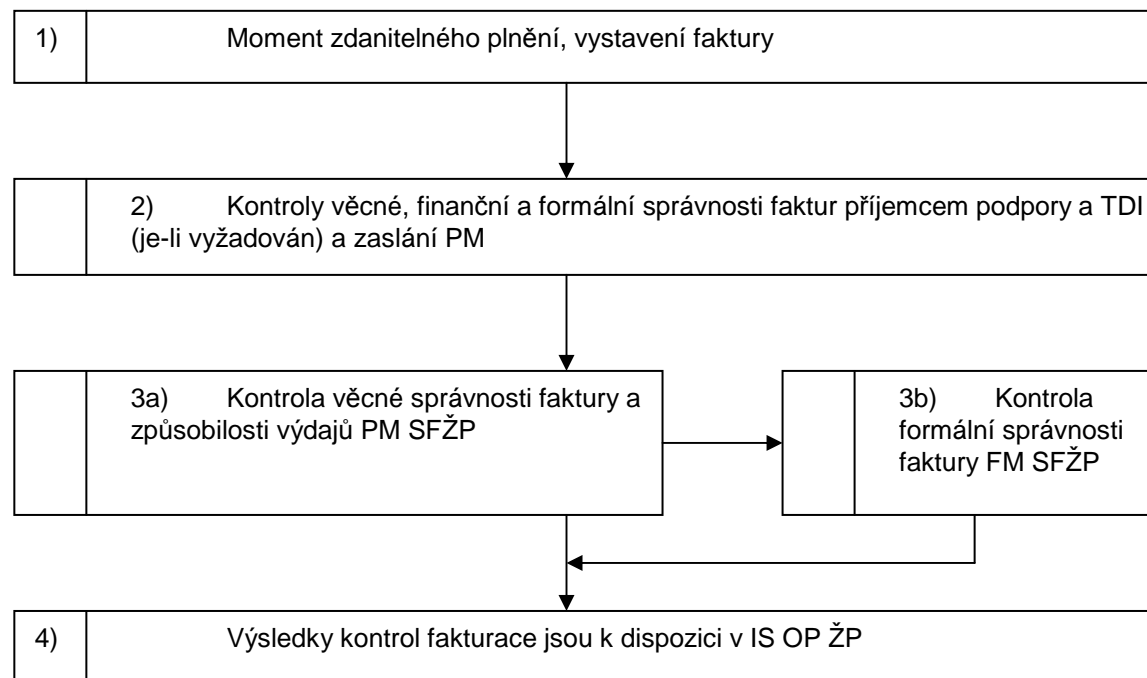 1) Moment zdanitelného plnění, vystavení faktury
2) Kontroly věcné, finanční a formální správnosti faktur příjemcem podpory a TDI
(je-li vyžadován) a zaslání PM
3a) Kontrola věcné správnosti faktury a
způsobilosti výdajů PM SFŽP
3b) Kontrola
formální správnosti
faktury FM SFŽP
4) Výsledky kontrol fakturace jsou k dispozici v IS OP ŽP